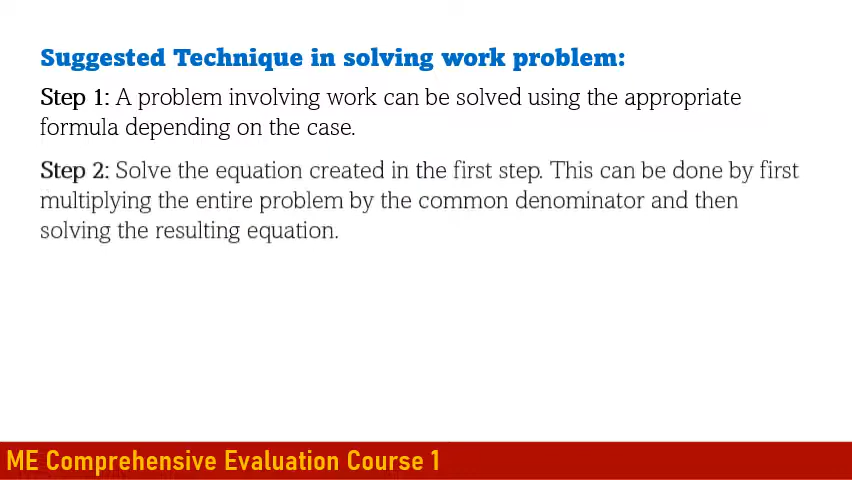 Suggested Technique in solving work problem:
Step 1: A problem involving work can be solved using the appropriate
formula depending on the case.
Step 2: Solve the equation created in the first step. This can be done by first
multiplying the entire problem by the common denominator and then
solving the resulting equation.
ME Comprehensive Evaluation Course 1